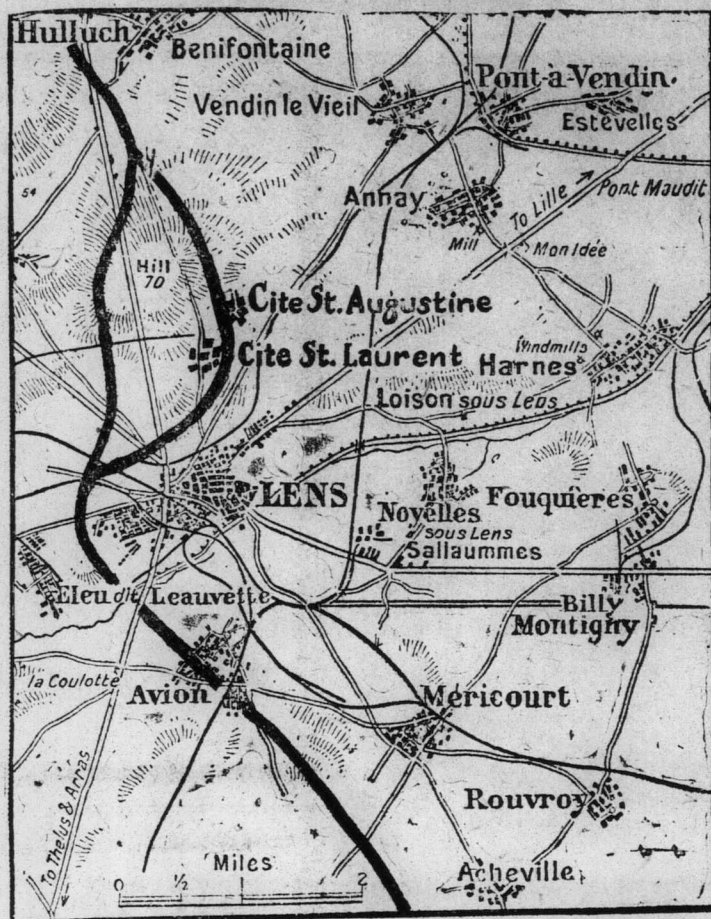 Hulluch
Benifontaine
Pont-à-Vendin.
Vendin le Vieil
Estevelles
54
Annay
To Lille
Pont Maudit
Mill
Mon Idée
Hill
70
Cite St. Augustine
Cite St. Laurent
Windmills
Harnes
Loison sous Lens
LENS
Noyelles
sous Lens
Fouquieres
Sallaummes
Eleu dit Leauvette
Billy
Montigny
la Coulotte
Avion
Méricourt
Rouvroy
To Thelus & Arras
Miles
0 ½ 1 2
Acheville